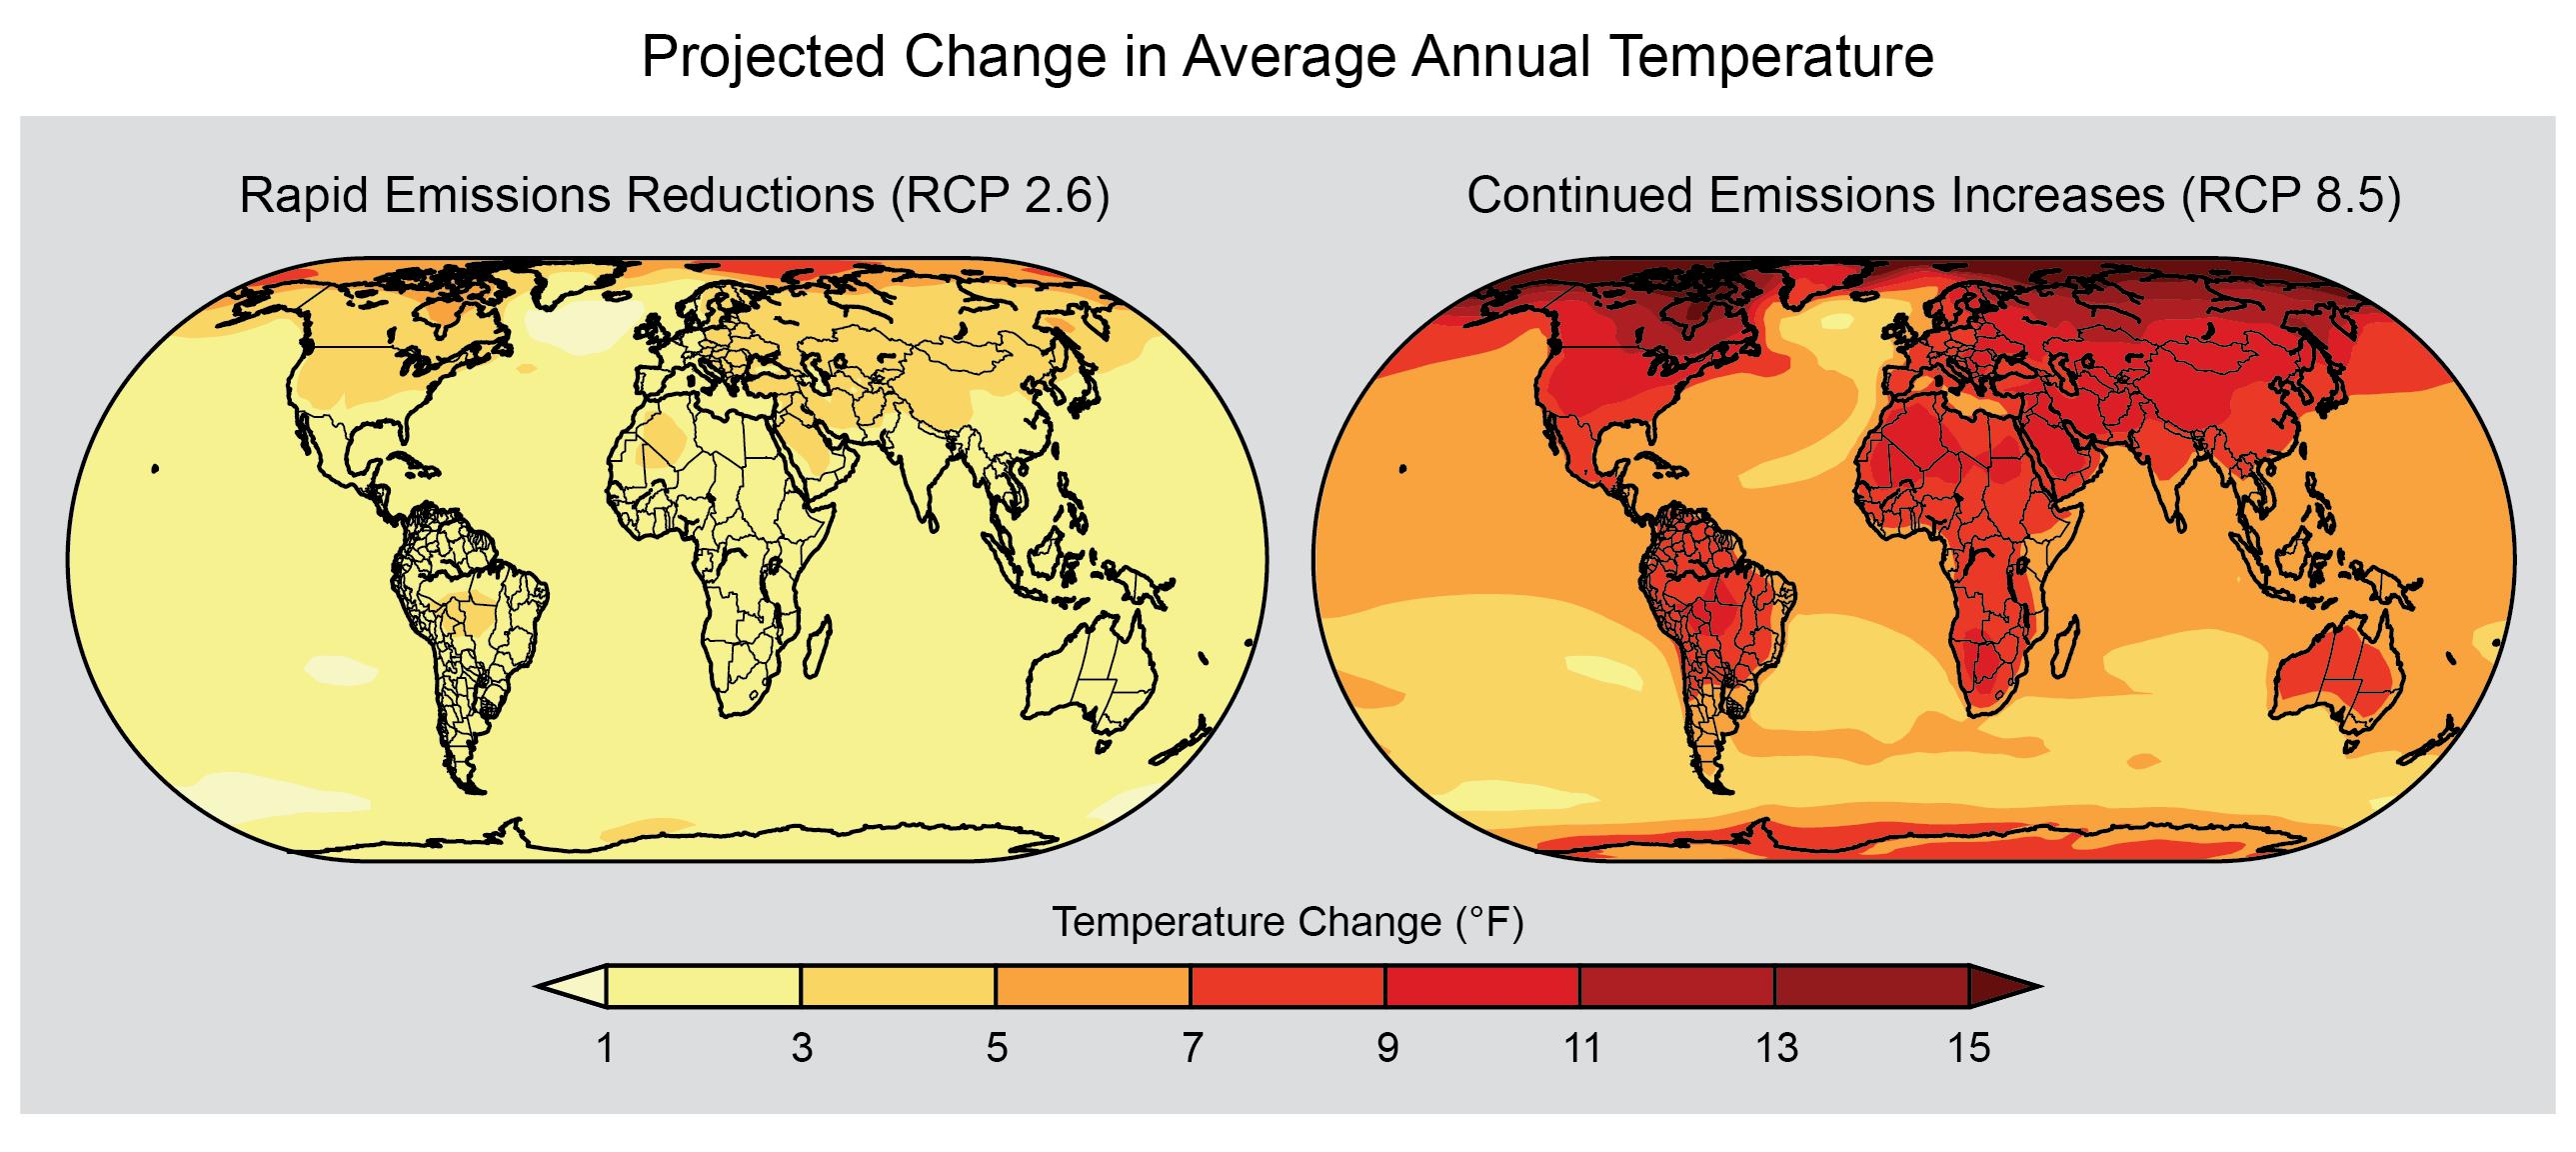 Projected Change in Average Annual Temperature
Rapid Emissions Reductions (RCP 2.6)
Continued Emissions Increases (RCP 8.5)
Temperature Change (°F)
1 3 5 7 9 11 13 15